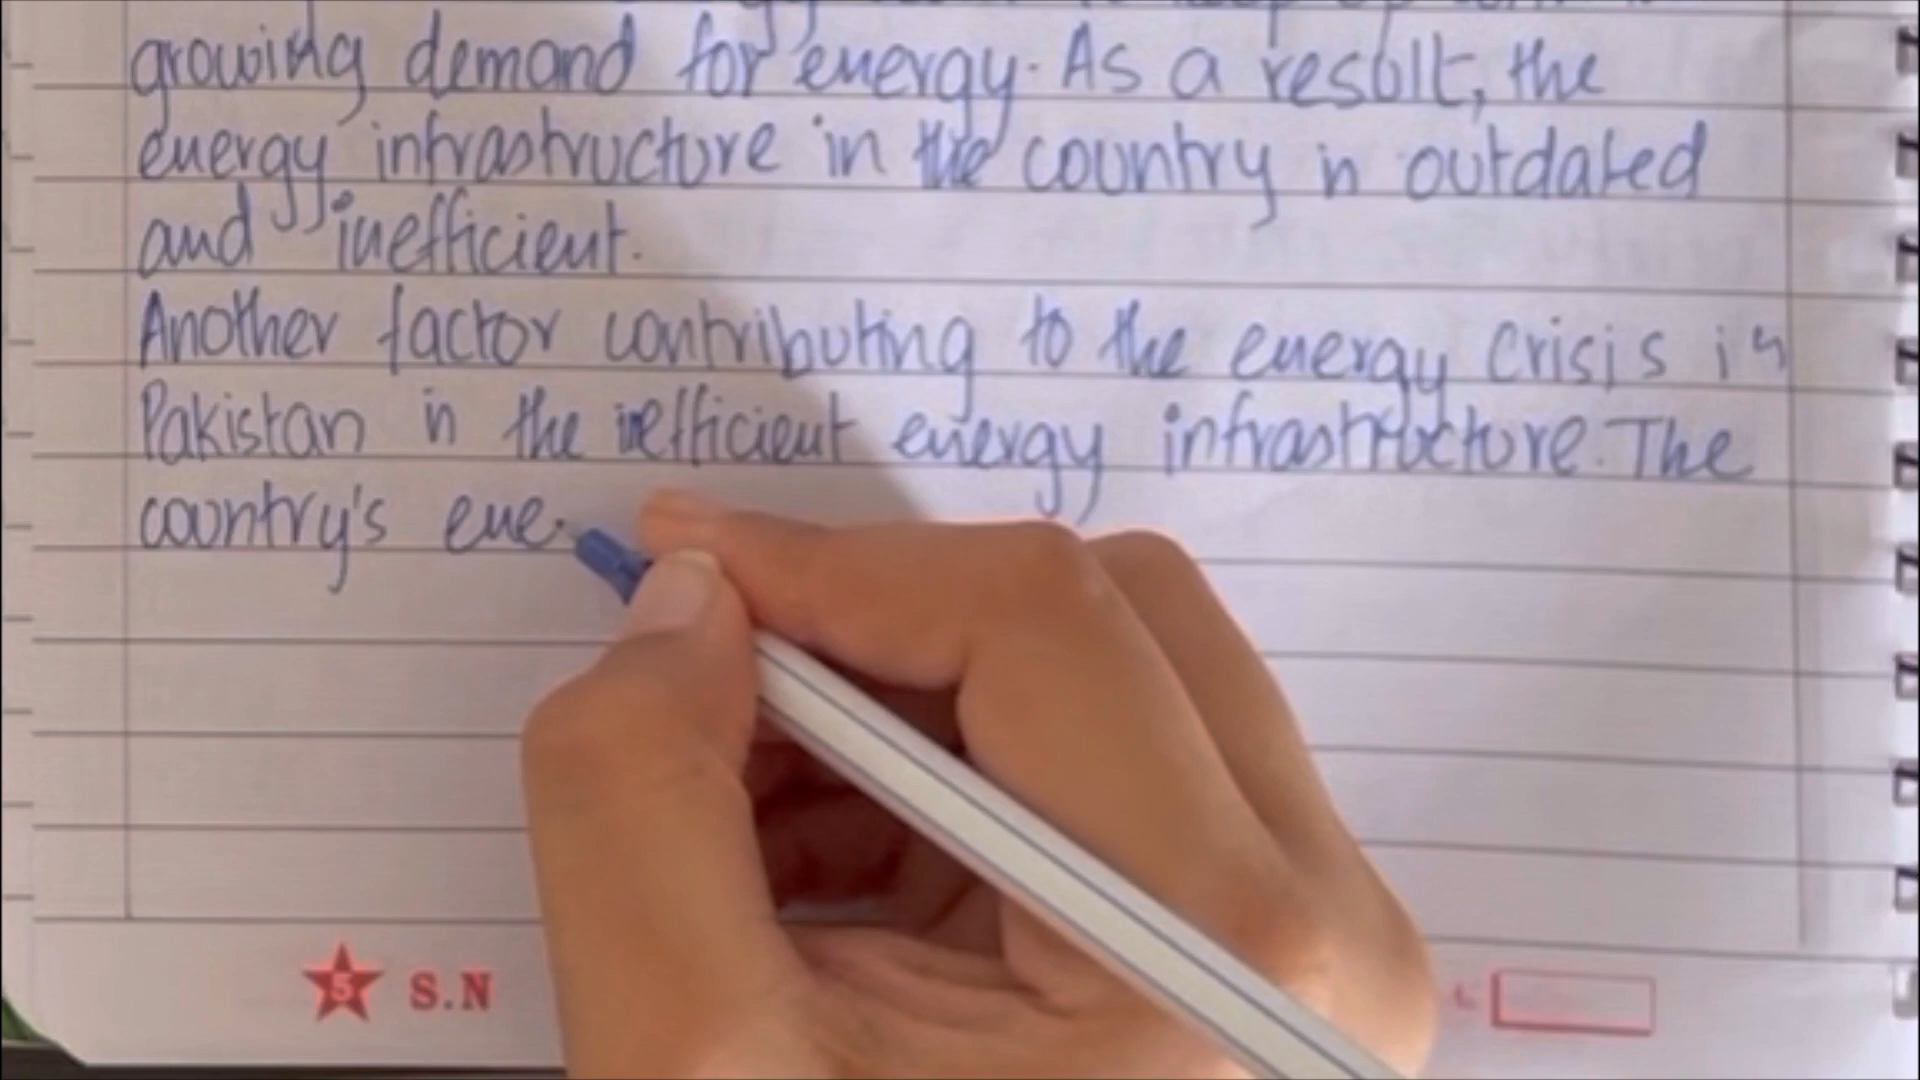 growing demand for energy. As a result, the
energy infrastructure in the country in outdated
and inefficient.
Another factor contributing to the energy crisis in
Pakistan in the inefficient energy infrastructure. The
country's ene
5 S.N